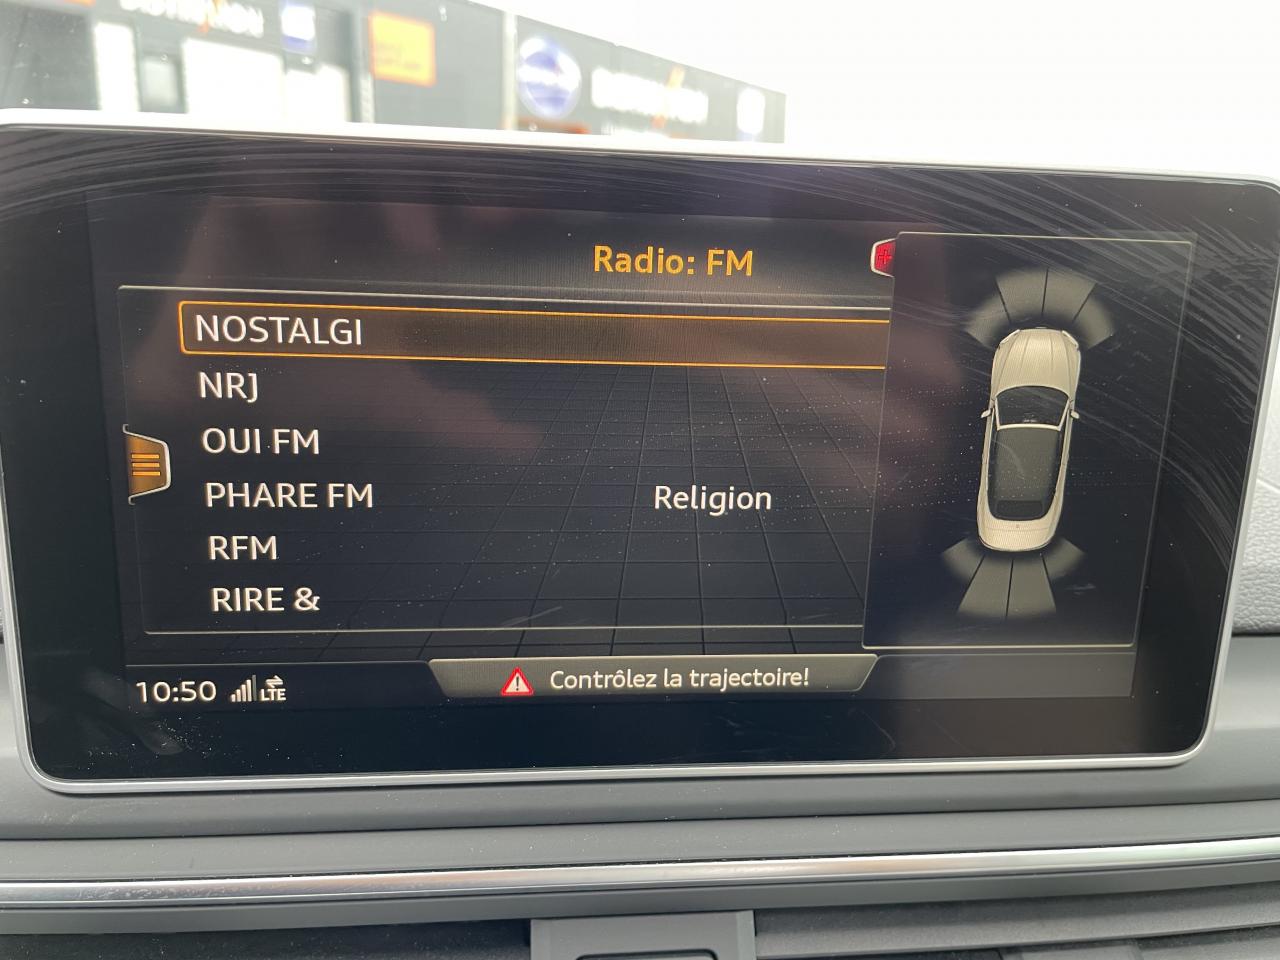 Radio: FM
NOSTALGI
NRJ
OUI FM
PHARE FM Religion
RFM
RIRE &
10:50 LTE Contrôlez la trajectoire!